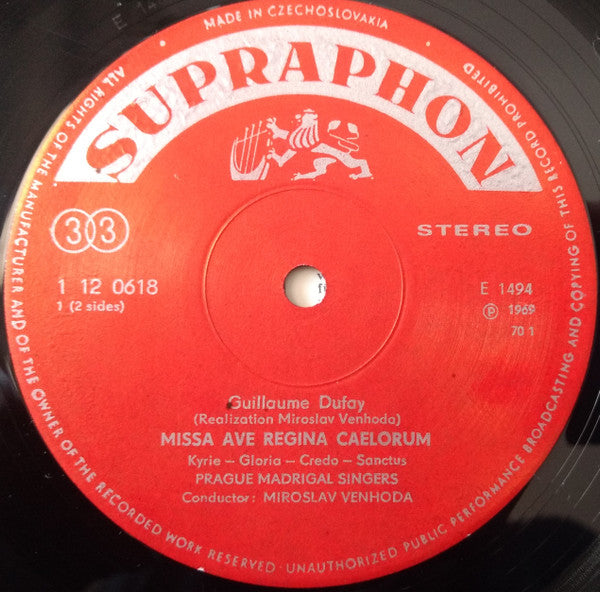 MADE IN CZECHOSLOVAKIA
SUPRAPHON
33
STEREO
1 12 0618
1 (2 sides)
E 1494
Ⓟ 1969
70 1
Guillaume Dufay
(Realization Miroslav Venhoda)
MISSA AVE REGINA CAELORUM
Kyrie – Gloria – Credo – Sanctus
PRAGUE MADRIGAL SINGERS
Conductor: MIROSLAV VENHODA
ALL RIGHTS OF THE MANUFACTURER AND OF THE OWNER OF THE RECORDED WORK RESERVED · UNAUTHORIZED PUBLIC PERFORMANCE BROADCASTING AND COPYING OF THIS RECORD PROHIBITED